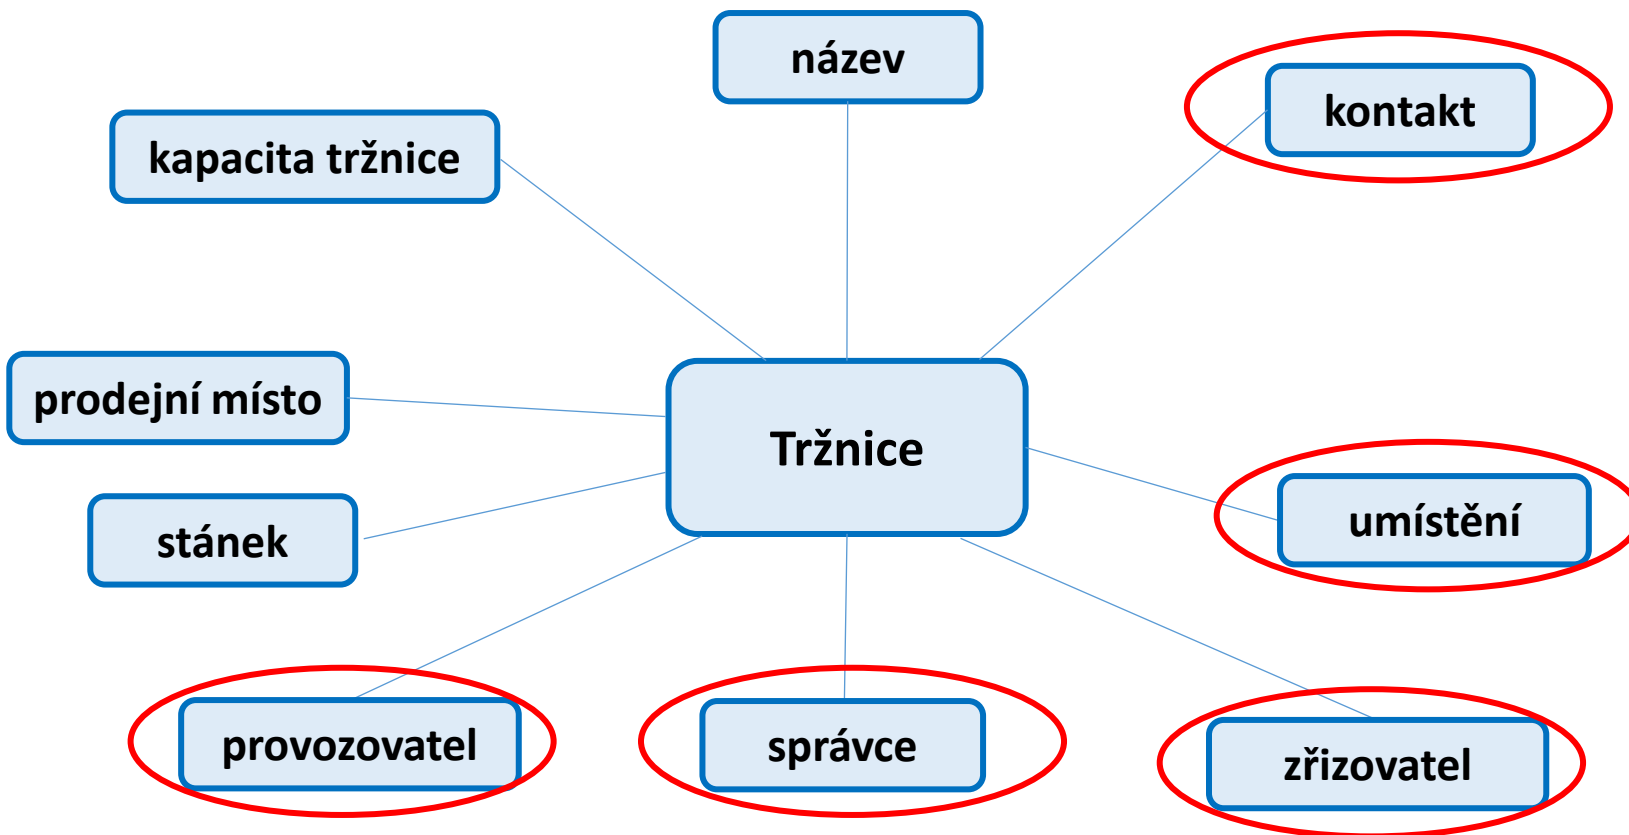 název
kontakt
kapacita tržnice
prodejní místo
Tržnice
stánek
umístění
provozovatel
správce
zřizovatel